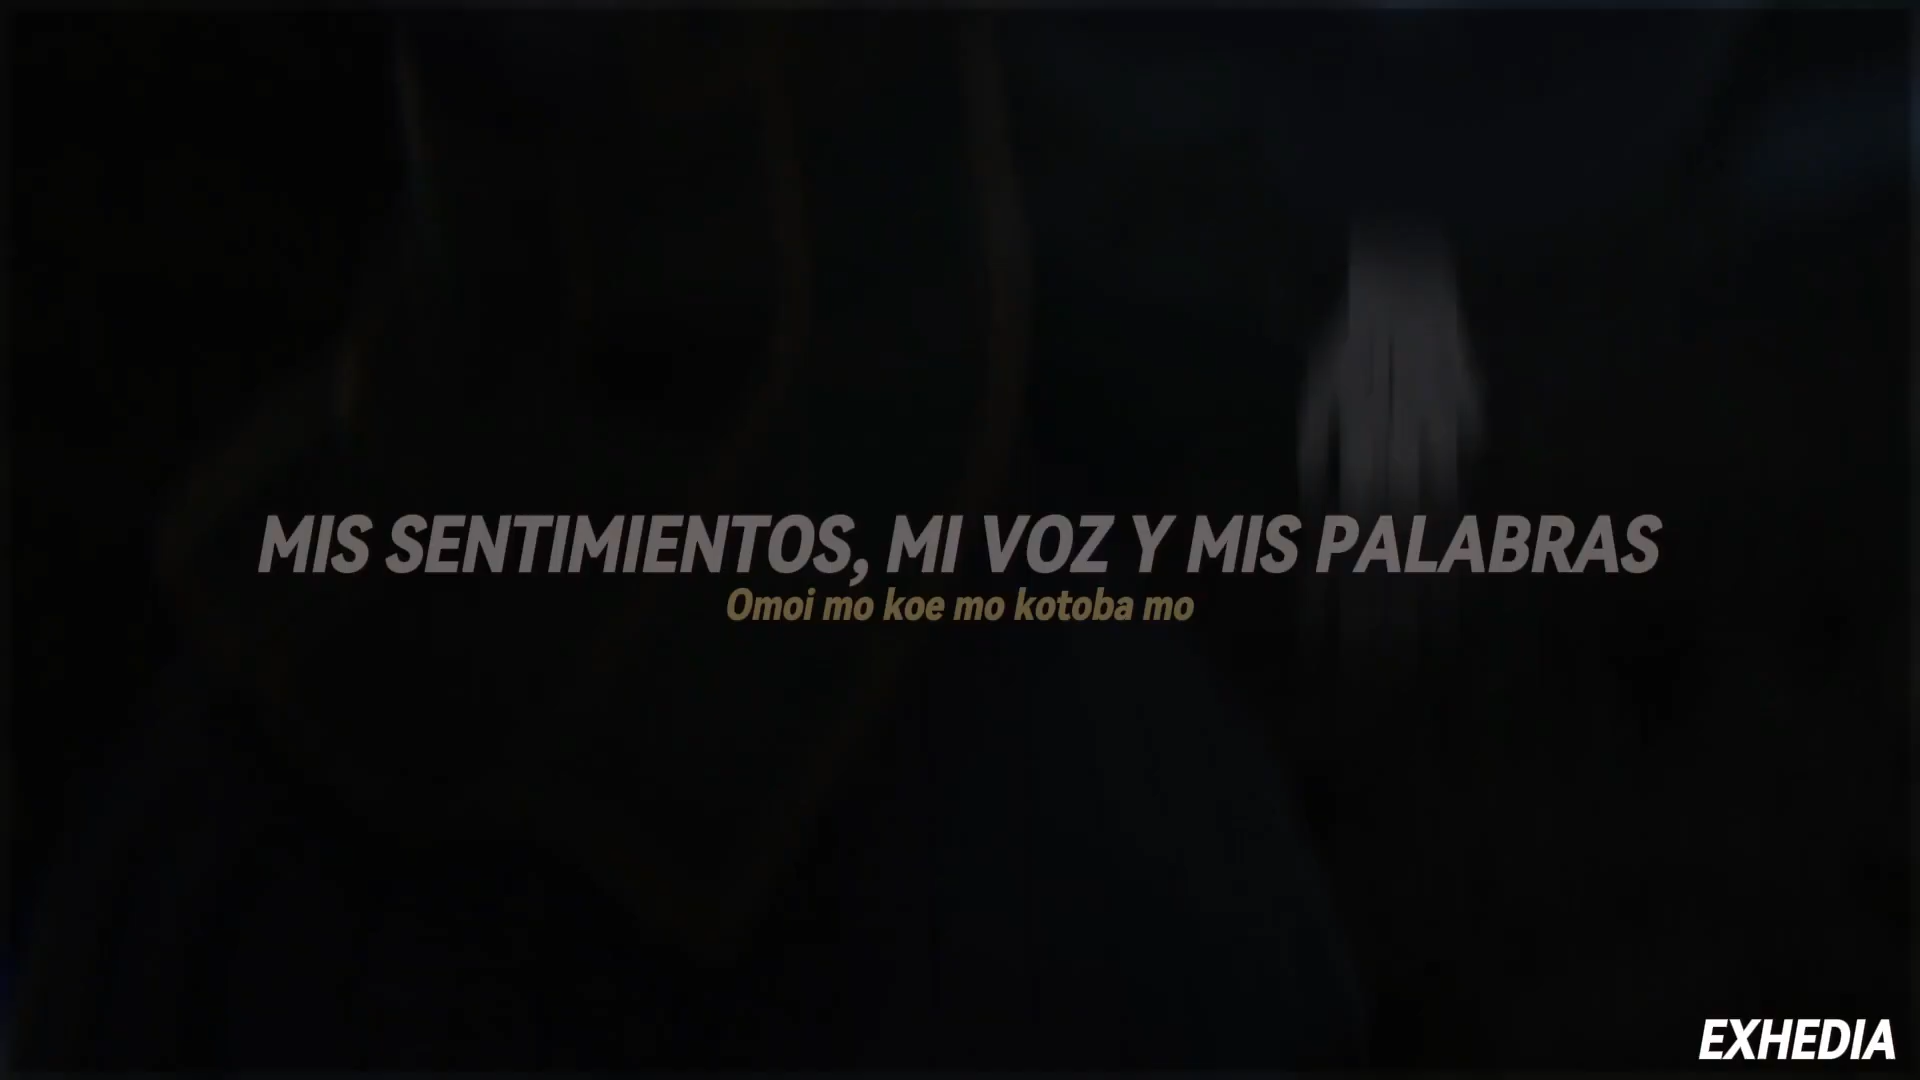 MIS SENTIMIENTOS, MI VOZ Y MIS PALABRAS
Omoi mo koe mo kotoba mo
EXHEDIA